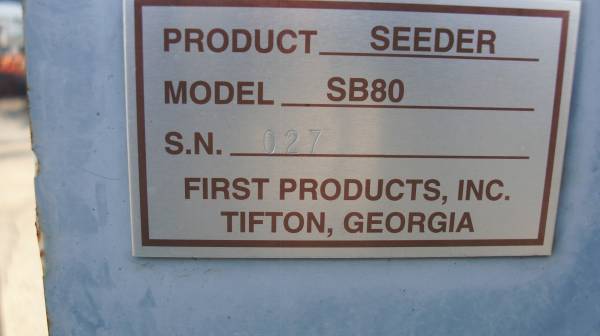 PRODUCT SEEDER
MODEL SB80
S.N. 027
FIRST PRODUCTS, INC.
TIFTON, GEORGIA